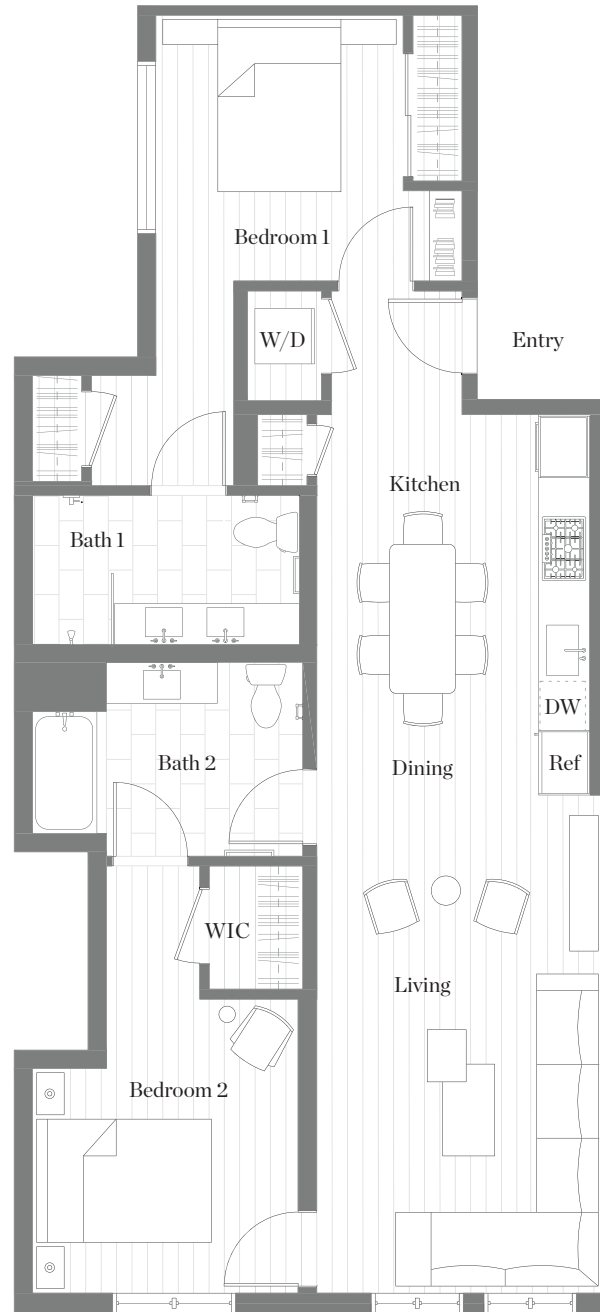 Bedroom 1
W/D
Entry
Kitchen
Bath 1
DW
Bath 2
Dining
Ref
WIC
Living
Bedroom 2